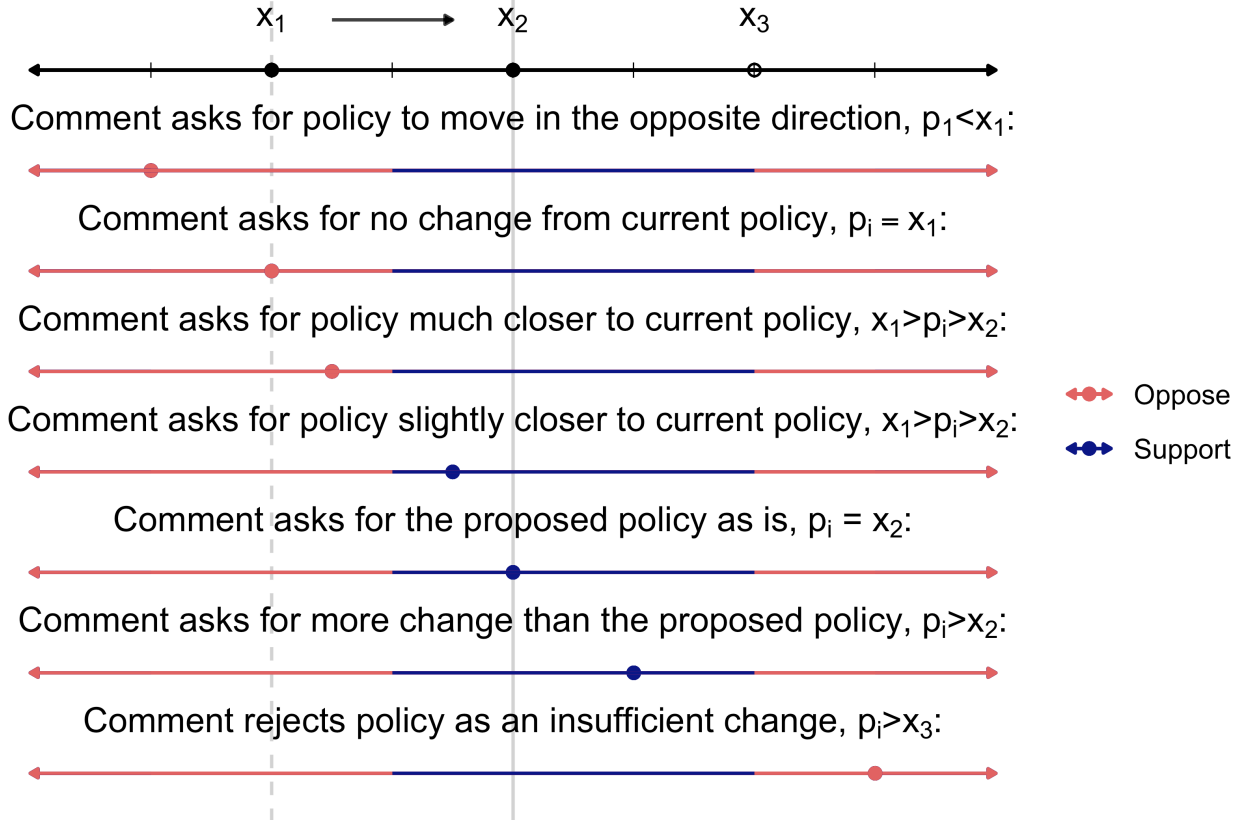 x₁ x₂ x₃
Comment asks for policy to move in the opposite direction, p₁<x₁:
Comment asks for no change from current policy, pᵢ = x₁:
Comment asks for policy much closer to current policy, x₁>pᵢ>x₂:
Comment asks for policy slightly closer to current policy, x₁>pᵢ>x₂:
Comment asks for the proposed policy as is, pᵢ = x₂:
Comment asks for more change than the proposed policy, pᵢ>x₂:
Comment rejects policy as an insufficient change, pᵢ>x₃:
Oppose
Support